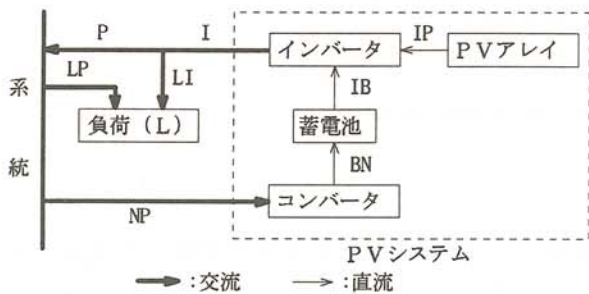 P
I
インバータ
IP
PVアレイ
LP
LI
IB
系統
負荷(L)
蓄電池
BN
NP
コンバータ
PVシステム
:交流
:直流